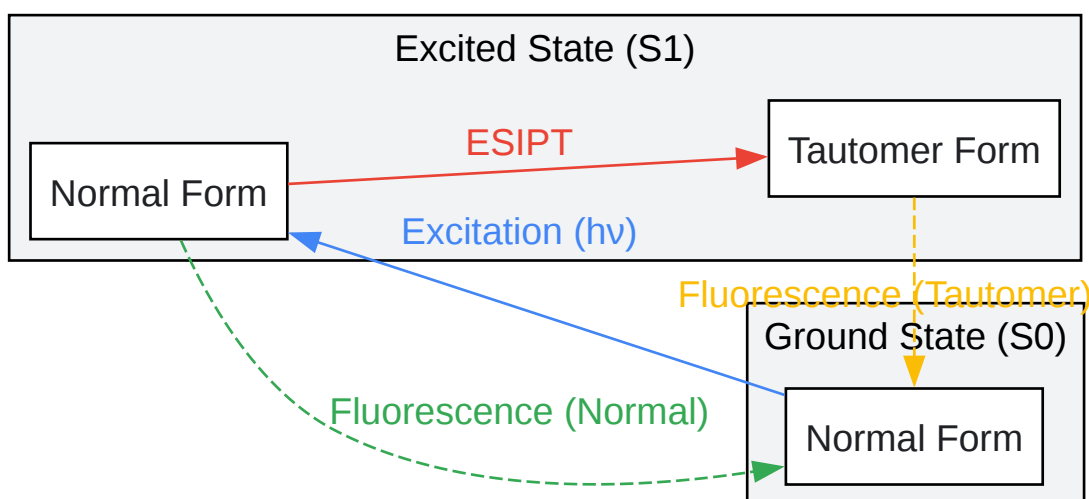 Excited State (S1)
ESIPT
Tautomer Form
Normal Form
Excitation (hν)
Fluorescence (Tautomer)
Ground State (S0)
Fluorescence (Normal)
Normal Form